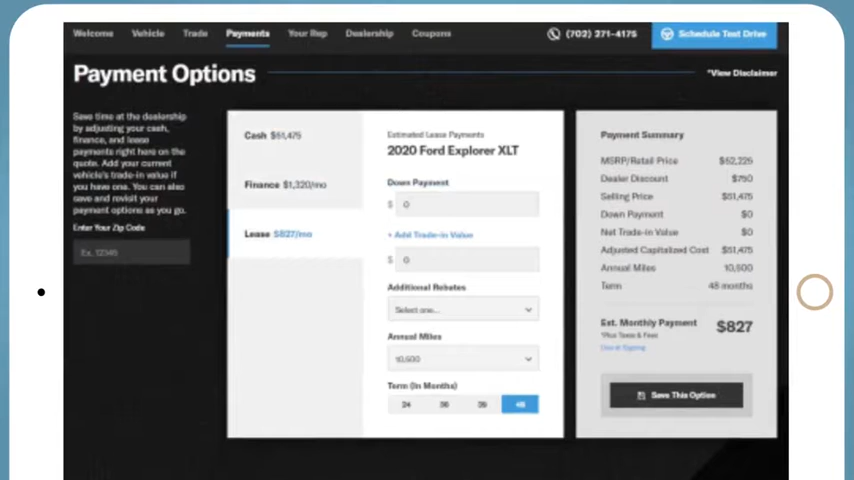 Welcome Vehicle Trade Payments Your Rep Dealership Coupons (702) 271-4175 Schedule Test Drive
Payment Options
*View Disclaimer
Save time at the dealership
by adjusting your cash,
finance, and lease
payments right here on the
quote. Add your current
vehicle's trade-in value if
you have one. You can also
save and revisit your
payment options as you go.
Enter Your Zip Code
Ex. 12345
Cash $51,475
Finance $1,320/mo
Lease $827/mo
Estimated Lease Payments
2020 Ford Explorer XLT
Down Payment
$ 0
+ Add Trade-in Value
$ 0
Additional Rebates
Select one...
Annual Miles
10,500
Term (In Months)
24 36 39 48
Payment Summary
MSRP/Retail Price $52,225
Dealer Discount $750
Selling Price $51,475
Down Payment $0
Net Trade-in Value $0
Adjusted Capitalized Cost $51,475
Annual Miles 10,500
Term 48 months
Est. Monthly Payment $827
*Plus Taxes & Fees
Due at Signing
Save This Option